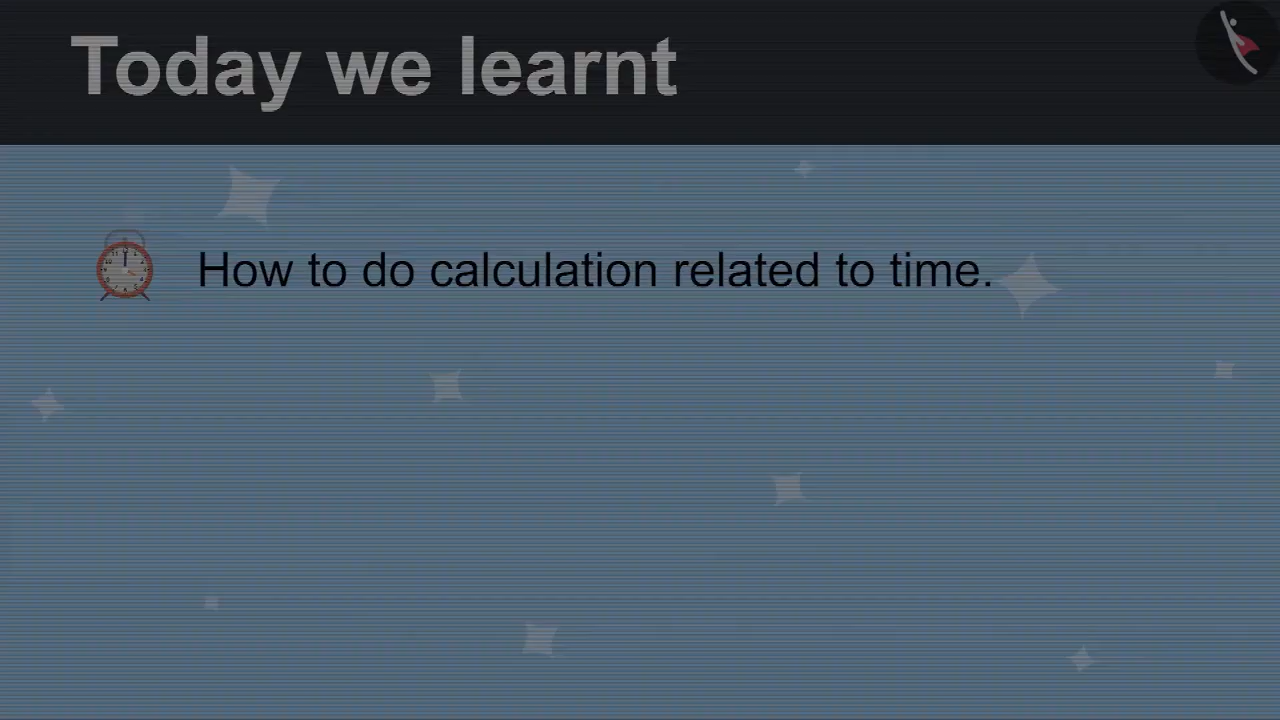 Today we learnt
How to do calculation related to time.